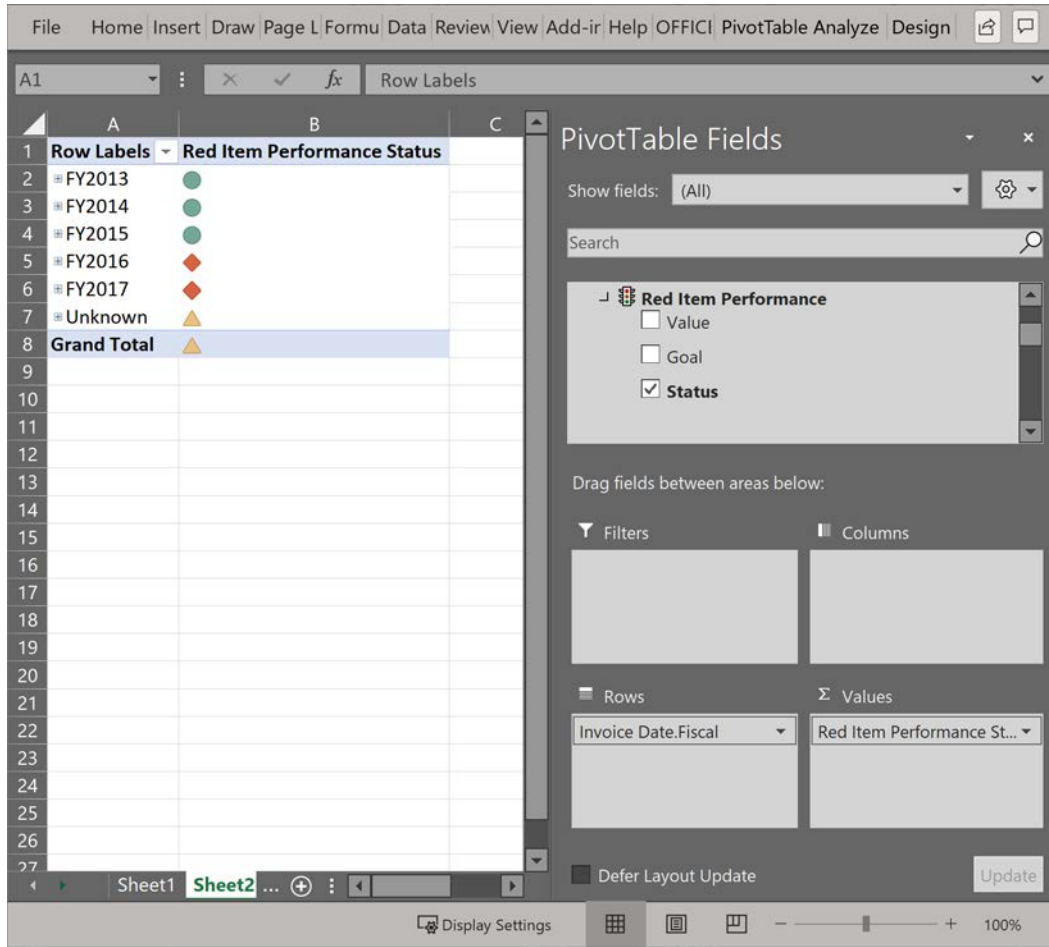 File Home Insert Draw Page L Formu Data Review View Add-ir Help OFFICE PivotTable Analyze Design
A1 fx Row Labels
A B C
1 Row Labels Red Item Performance Status
2 FY2013
3 FY2014
4 FY2015
5 FY2016
6 FY2017
7 Unknown
8 Grand Total
9
10
11
12
13
14
15
16
17
18
19
20
21
22
23
24
25
26
27
Sheet1 Sheet2 ...
PivotTable Fields
Show fields: (All)
Search
Red Item Performance
Value
Goal
Status
Drag fields between areas below:
Filters Columns
Rows Σ Values
Invoice Date.Fiscal Red Item Performance St...
Defer Layout Update Update
Display Settings 100%